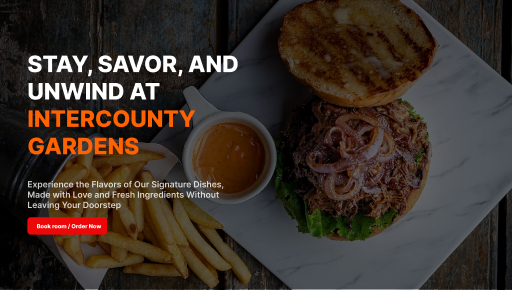 STAY, SAVOR, AND
UNWIND AT
INTERCOUNTY
GARDENS
Experience the Flavors of Our Signature Dishes,
Made with Love and Fresh Ingredients Without
Leaving Your Doorstep
Book room / Order Now